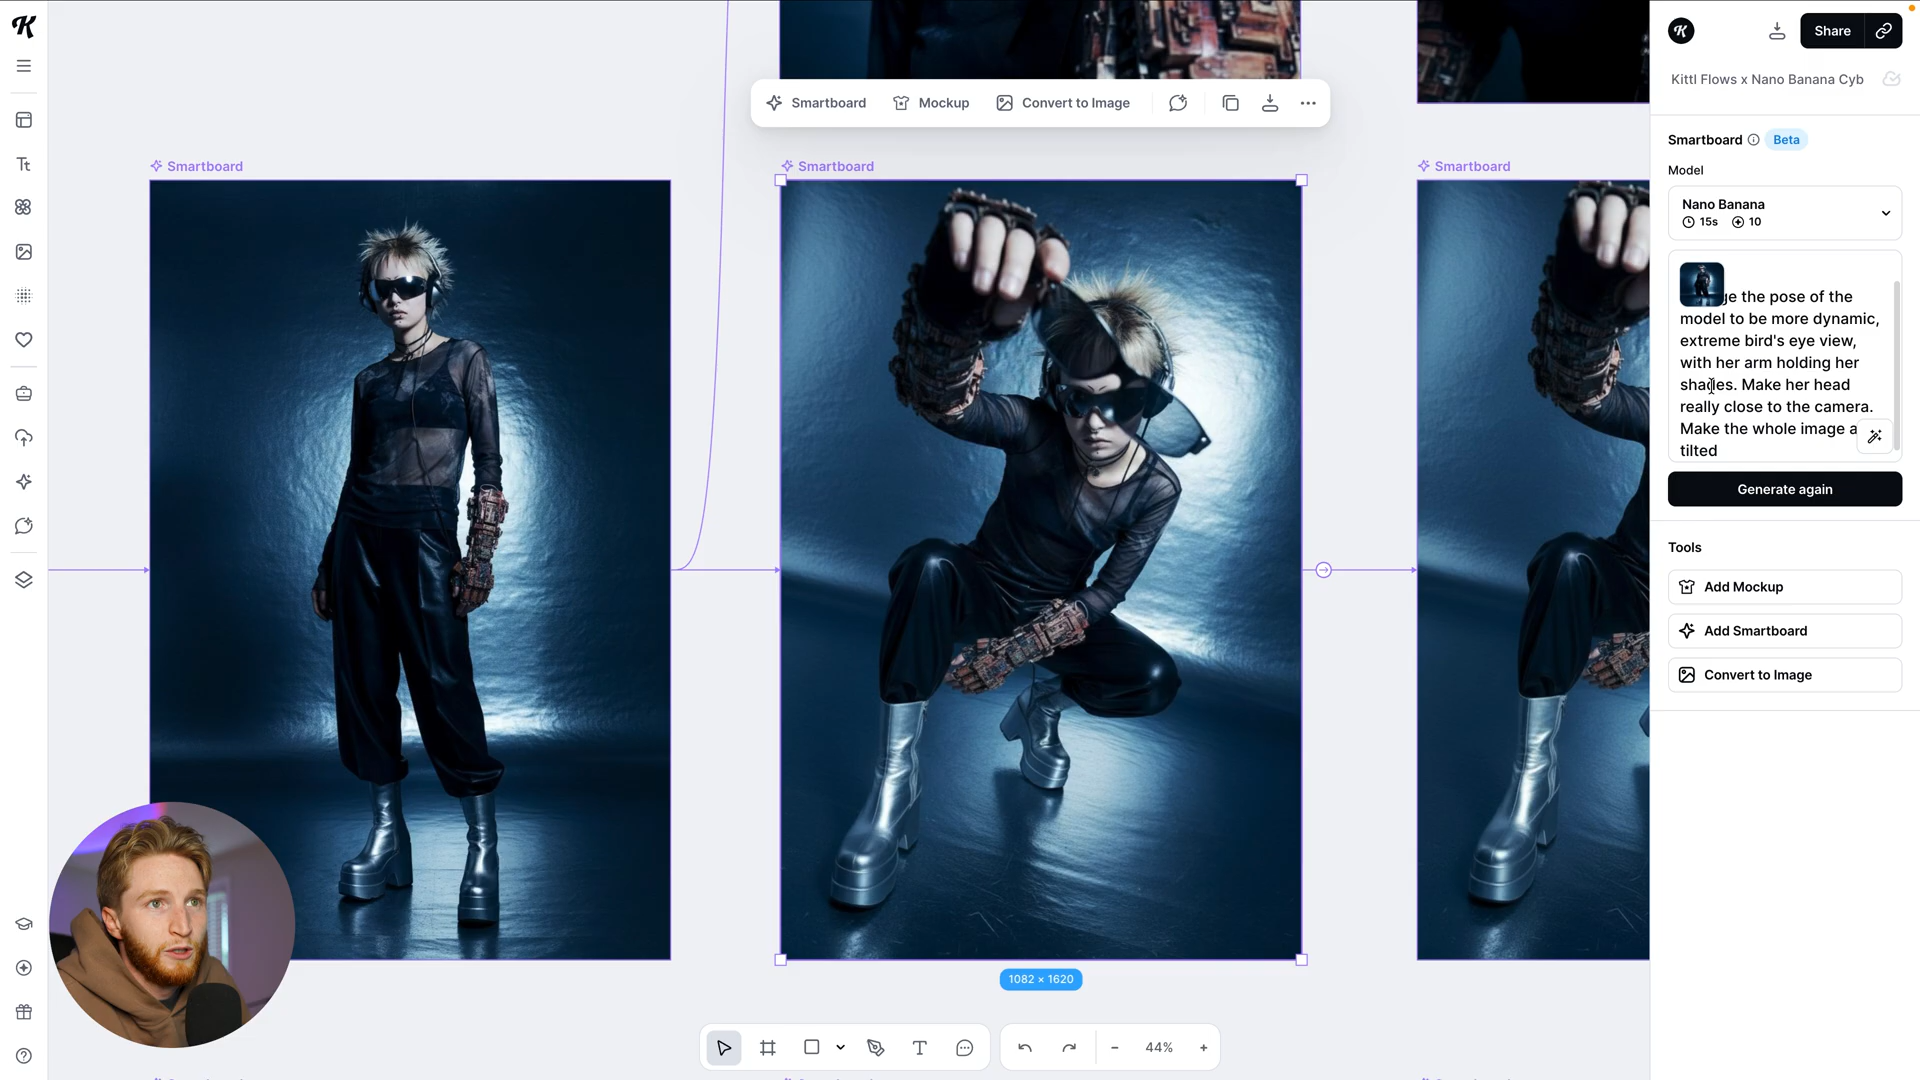 Share
Kittl Flows x Nano Banana Cyb
Smartboard
Mockup
Convert to Image
Smartboard
Smartboard
Smartboard
Smartboard
Beta
Model
Nano Banana
15s
10
ge the pose of the
model to be more dynamic,
extreme bird's eye view,
with her arm holding her
shades. Make her head
really close to the camera.
Make the whole image a
tilted
Generate again
Tools
Add Mockup
Add Smartboard
Convert to Image
1082 × 1620
44%